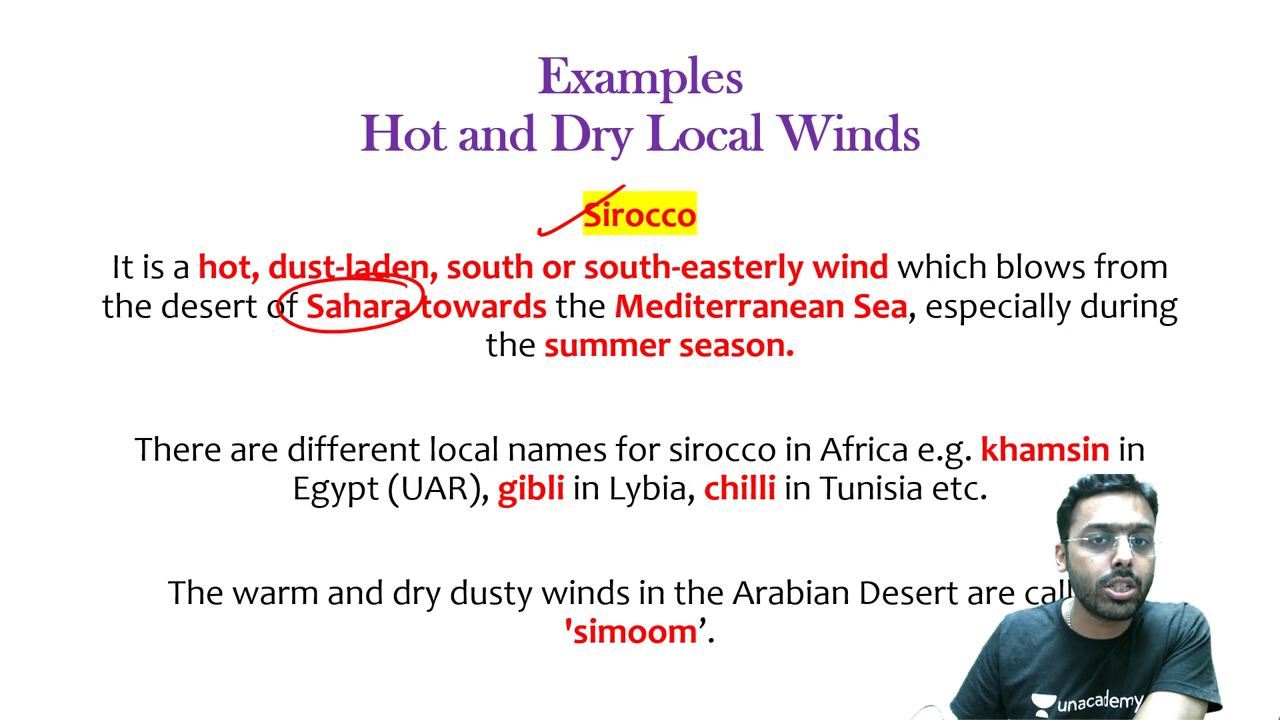 Examples
Hot and Dry Local Winds
Sirocco
It is a hot, dust-laden, south or south-easterly wind which blows from
the desert of Sahara towards the Mediterranean Sea, especially during
the summer season.
There are different local names for sirocco in Africa e.g. khamsin in
Egypt (UAR), gibli in Lybia, chilli in Tunisia etc.
The warm and dry dusty winds in the Arabian Desert are
'simoom’.
unacademy